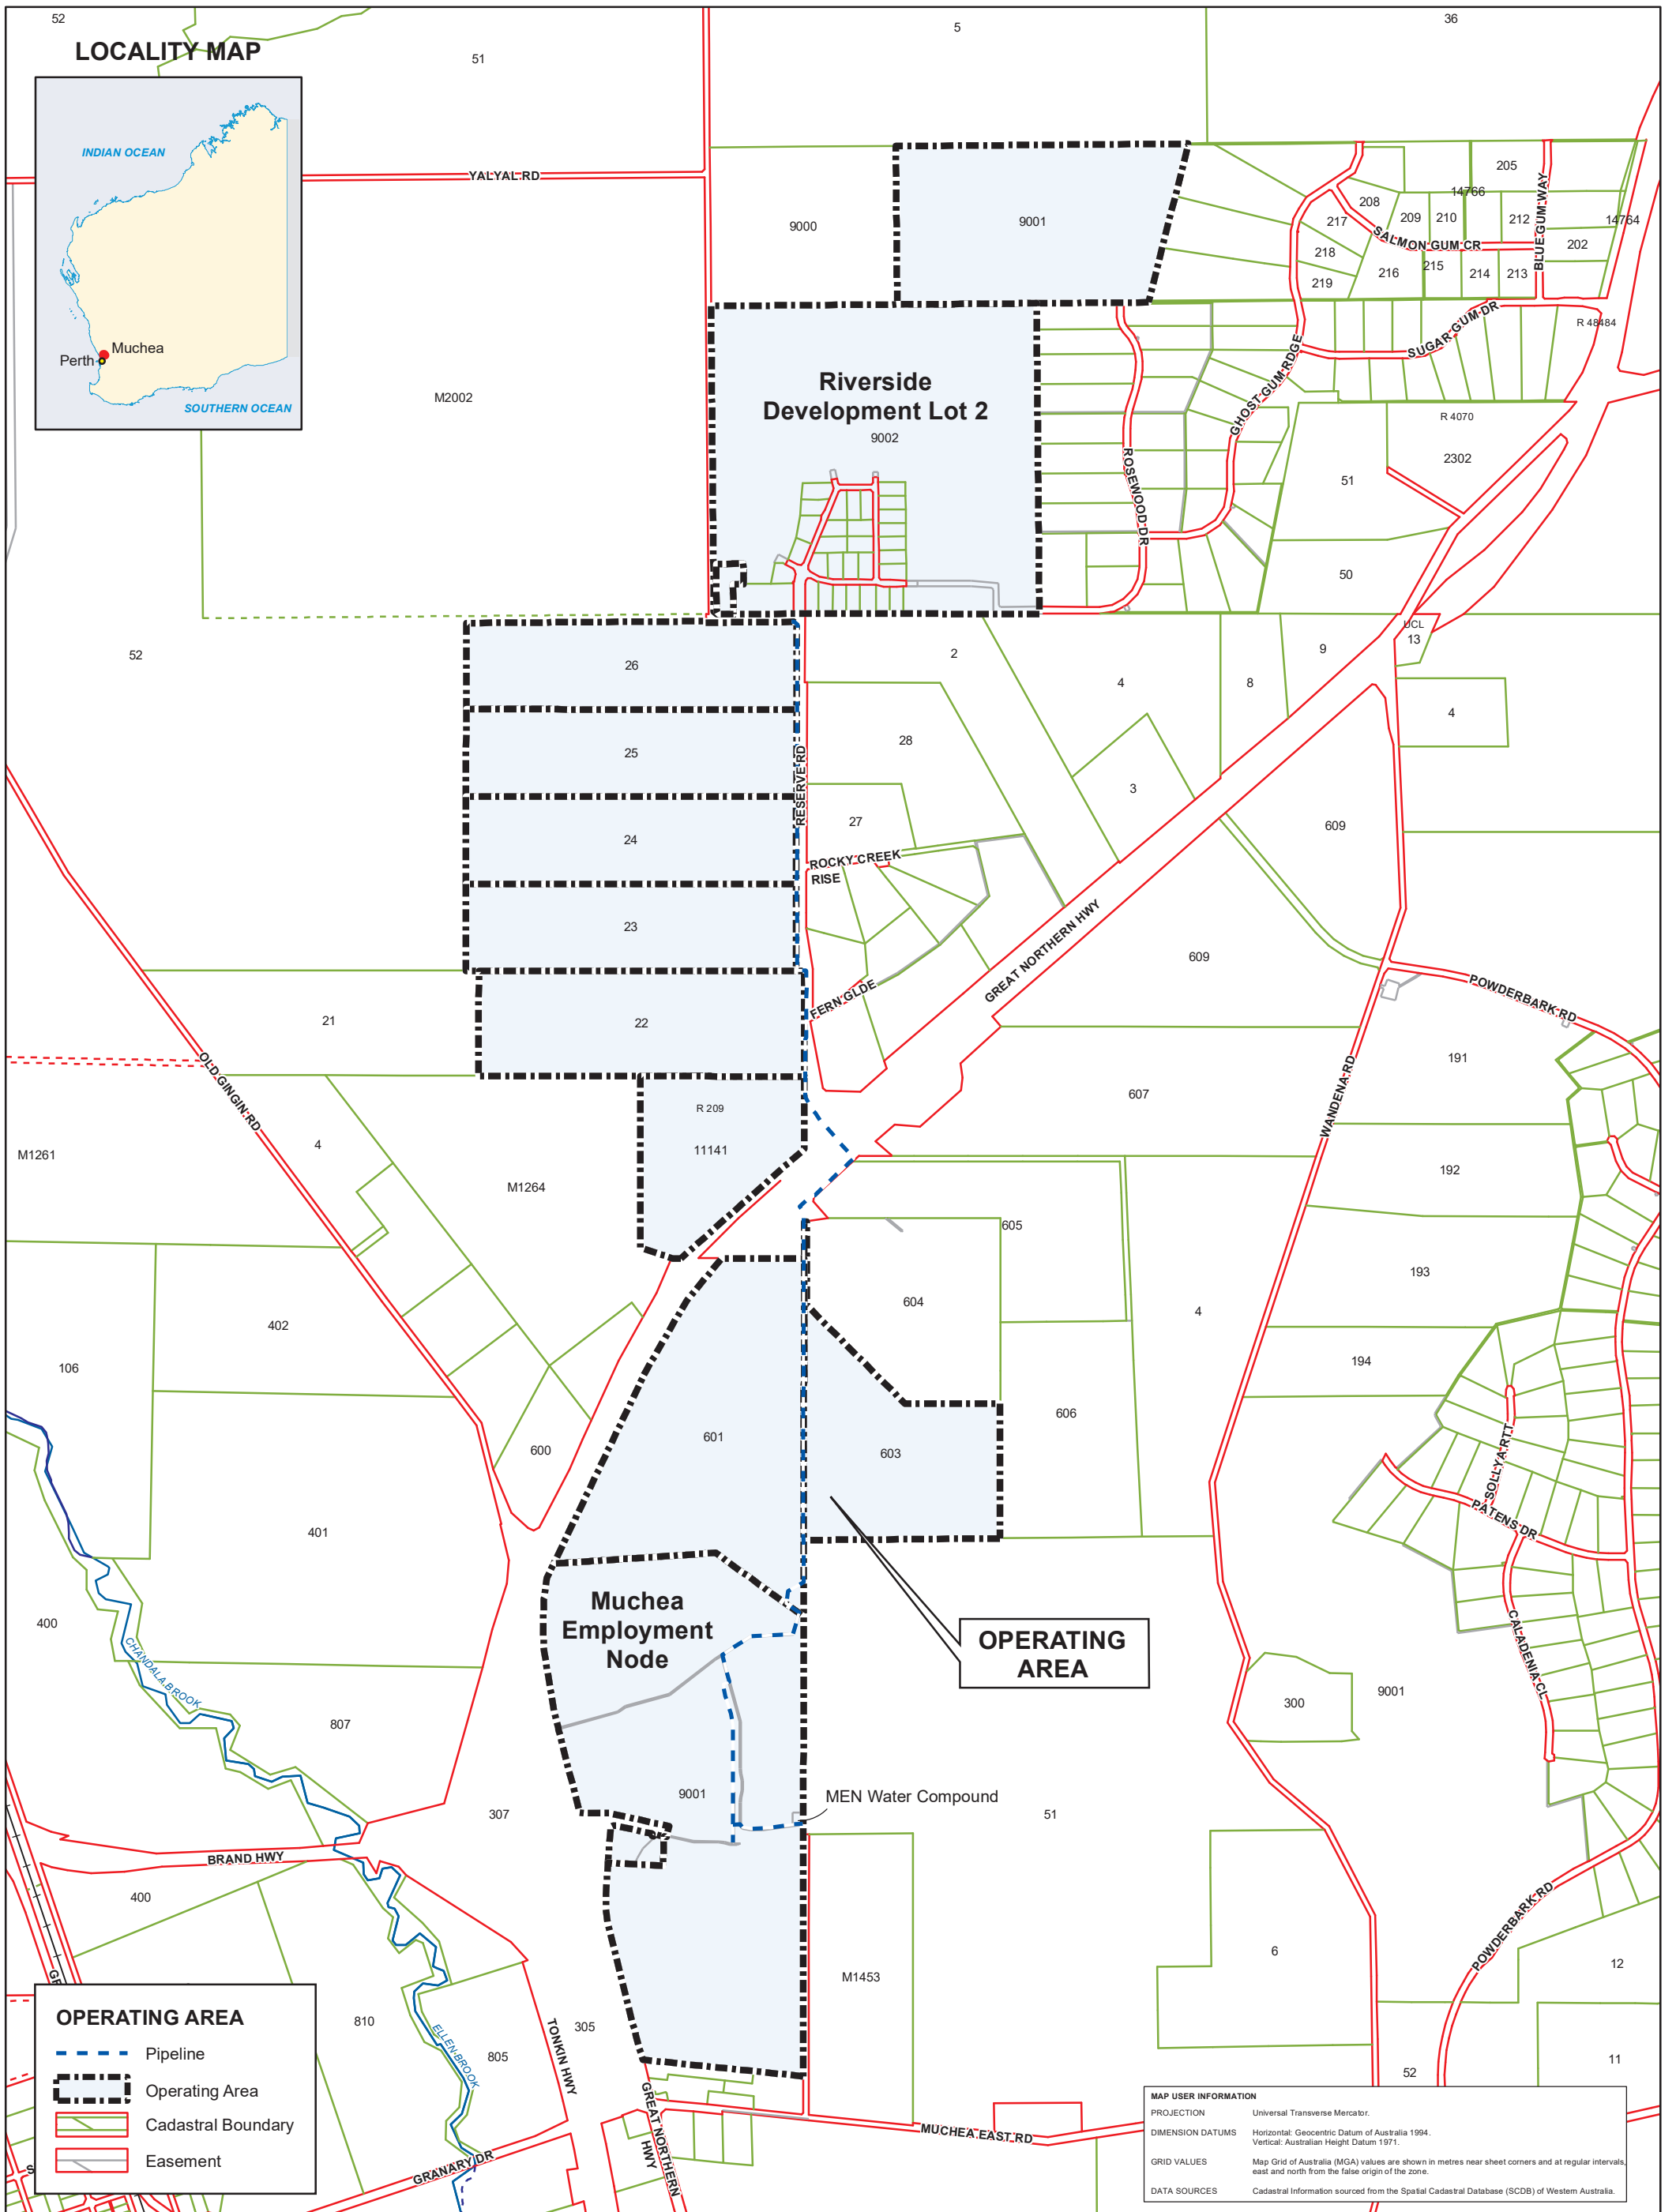 52
LOCALITY MAP
51
5
36
INDIAN OCEAN
Perth
Muchea
SOUTHERN OCEAN
YALYAL RD
9000
9001
205
14766
208
209
210
212
BLUE GUM WAY
14764
217
SALMON GUM CR
202
218
216
215
214
213
219
R 48484
SUGAR GUM DR
GHOST GUM RDGE
M2002
Riverside
Development Lot 2
9002
R 4070
2302
51
ROSEWOOD DR
50
52
26
2
4
8
9
UCL
13
4
25
28
RESERVE RD
3
24
27
609
ROCKY CREEK
RISE
23
GREAT NORTHERN HWY
609
FERN GLDE
POWDERBARK RD
21
22
191
OLD GINGIN RD
WANDENA RD
R 209
607
4
M1261
11141
192
M1264
605
193
604
4
402
106
194
601
603
606
600
SOLLYA RTT
401
PATENS DR
400
Muchea
Employment
Node
OPERATING
AREA
CALADENIA CL
CHANDALA BROOK
300
9001
807
9001
MEN Water Compound
307
51
BRAND HWY
400
POWDERBARK RD
6
12
M1453
OPERATING AREA
Pipeline
Operating Area
Cadastral Boundary
Easement
810
ELLEN BROOK
805
TONKIN HWY
305
GREAT NORTHERN
HWY
52
11
MUCHEA EAST RD
GRANARY DR
MAP USER INFORMATION
PROJECTION Universal Transverse Mercator.
DIMENSION DATUMS Horizontal: Geocentric Datum of Australia 1994.
Vertical: Australian Height Datum 1971.
GRID VALUES Map Grid of Australia (MGA) values are shown in metres near sheet corners and at regular intervals,
east and north from the false origin of the zone.
DATA SOURCES Cadastral Information sourced from the Spatial Cadastral Database (SCDB) of Western Australia.